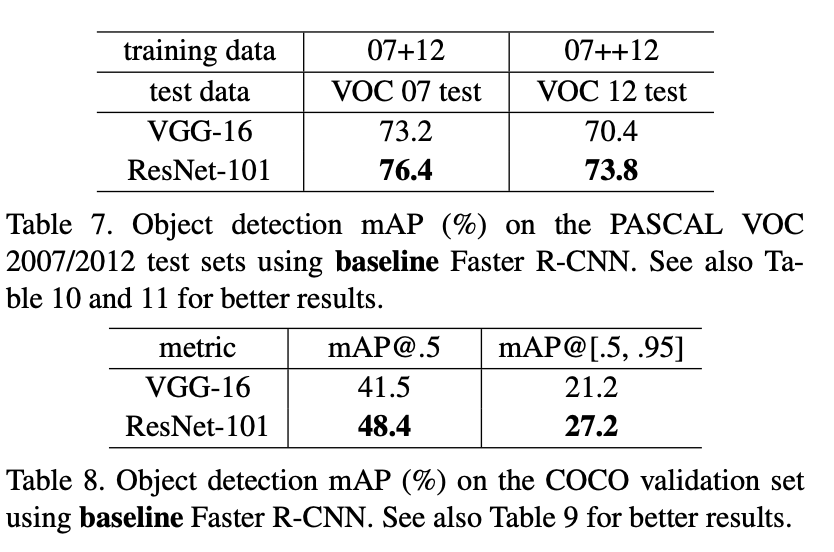 training data 07+12 07++12
test data VOC 07 test VOC 12 test
VGG-16 73.2 70.4
ResNet-101 76.4 73.8
Table 7. Object detection mAP (%) on the PASCAL VOC
2007/2012 test sets using baseline Faster R-CNN. See also Ta-
ble 10 and 11 for better results.
metric mAP@.5 mAP@[.5, .95]
VGG-16 41.5 21.2
ResNet-101 48.4 27.2
Table 8. Object detection mAP (%) on the COCO validation set
using baseline Faster R-CNN. See also Table 9 for better results.